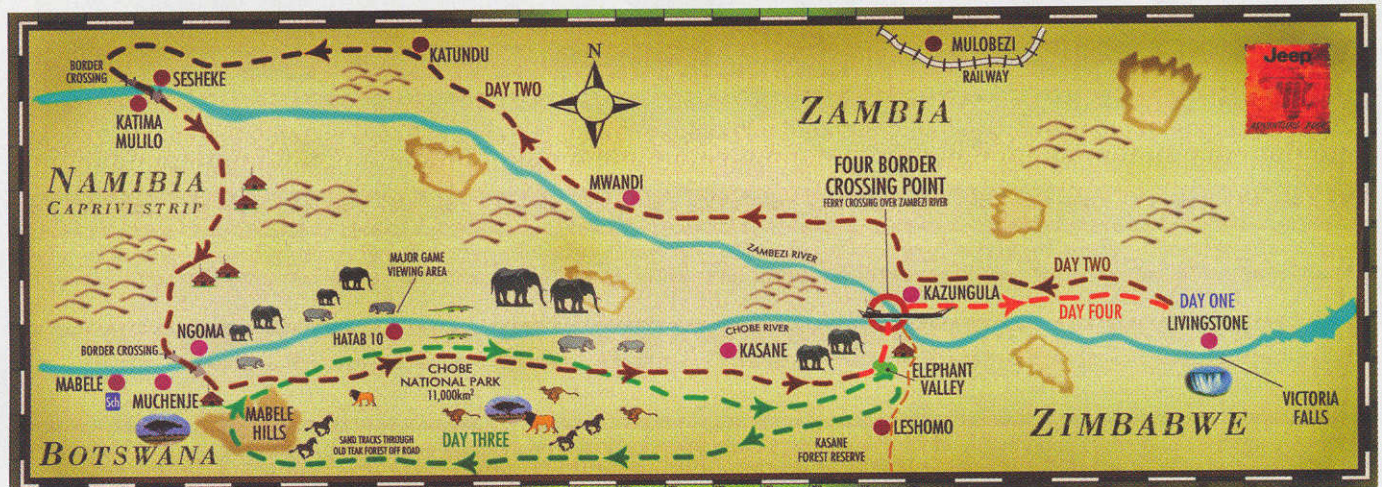 KATUNDU
MULOBEZI
RAILWAY
Jeep
N
BORDER
CROSSING
SESHEKE
DAY TWO
KATIMA
MULILO
ZAMBIA
FOUR BORDER
CROSSING POINT
FERRY CROSSING OVER ZAMBEZI RIVER
NAMIBIA
CAPRIVI STRIP
MWANDI
ZAMBEZI RIVER
MAJOR GAME
VIEWING AREA
DAY TWO
KAZUNGULA
DAY FOUR
DAY ONE
LIVINGSTONE
NGOMA
HATAB 10
CHOBE RIVER
BORDER CROSSING
KASANE
MABELE
Sch
MUCHENJE
CHOBE
NATIONAL PARK
11,000km²
ELEPHANT
VALLEY
VICTORIA
FALLS
MABELE
HILLS
LESHOMO
ZIMBABWE
SAND TRACKS THROUGH
OLD TEAK FOREST OFF ROAD
DAY THREE
KASANE
FOREST RESERVE
BOTSWANA